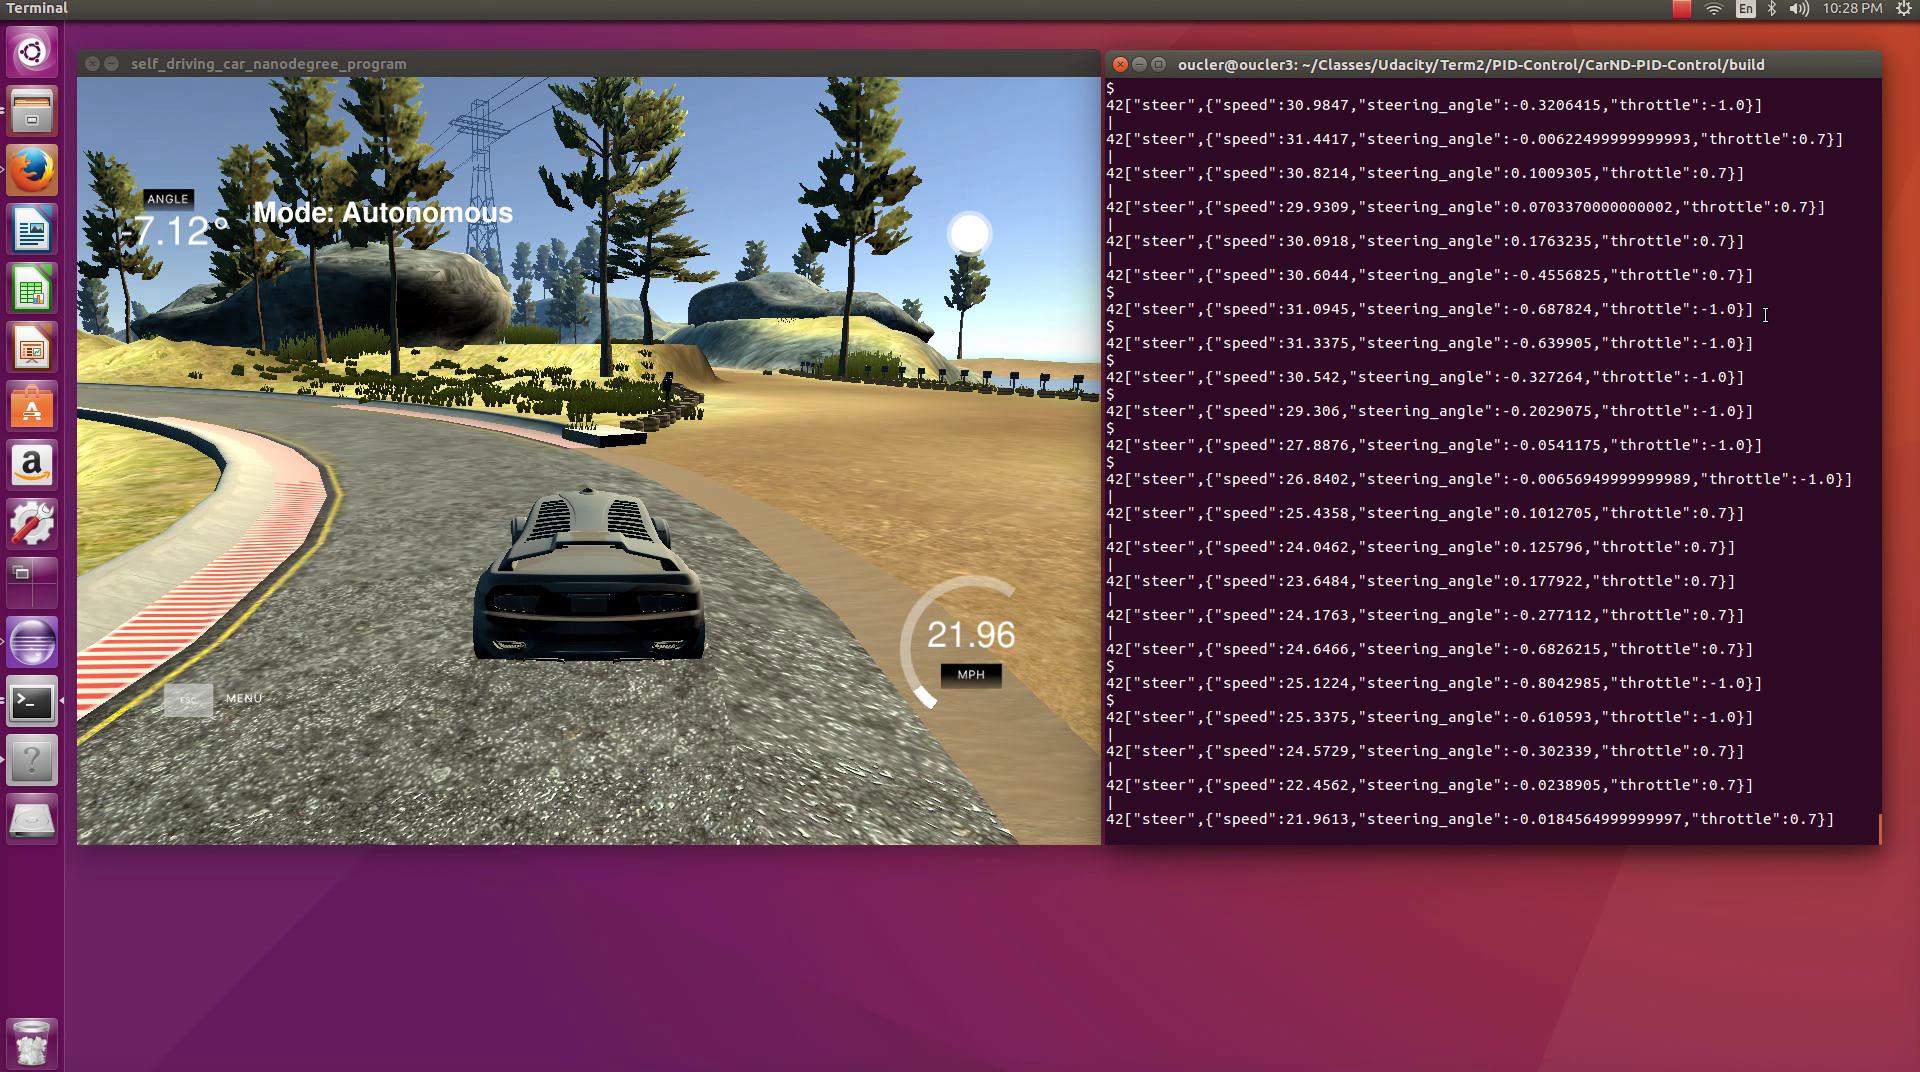 Terminal
En
10:28 PM
self_driving_car_nanodegree_program
ANGLE
-7.12°
Mode: Autonomous
21.96
MPH
ESC
MENU
oucler@oucler3: ~/Classes/Udacity/Term2/PID-Control/CarND-PID-Control/build
$
42["steer",{"speed":30.9847,"steering_angle":-0.3206415,"throttle":-1.0}]
|
42["steer",{"speed":31.4417,"steering_angle":-0.00622499999999993,"throttle":0.7}]
|
42["steer",{"speed":30.8214,"steering_angle":0.1009305,"throttle":0.7}]
|
42["steer",{"speed":29.9309,"steering_angle":0.0703370000000002,"throttle":0.7}]
|
42["steer",{"speed":30.0918,"steering_angle":0.1763235,"throttle":0.7}]
|
42["steer",{"speed":30.6044,"steering_angle":-0.4556825,"throttle":0.7}]
$
42["steer",{"speed":31.0945,"steering_angle":-0.687824,"throttle":-1.0}]
$
42["steer",{"speed":31.3375,"steering_angle":-0.639905,"throttle":-1.0}]
$
42["steer",{"speed":30.542,"steering_angle":-0.327264,"throttle":-1.0}]
$
42["steer",{"speed":29.306,"steering_angle":-0.2029075,"throttle":-1.0}]
$
42["steer",{"speed":27.8876,"steering_angle":-0.0541175,"throttle":-1.0}]
$
42["steer",{"speed":26.8402,"steering_angle":-0.00656949999999989,"throttle":-1.0}]
|
42["steer",{"speed":25.4358,"steering_angle":0.1012705,"throttle":0.7}]
|
42["steer",{"speed":24.0462,"steering_angle":0.125796,"throttle":0.7}]
|
42["steer",{"speed":23.6484,"steering_angle":0.177922,"throttle":0.7}]
|
42["steer",{"speed":24.1763,"steering_angle":-0.277112,"throttle":0.7}]
|
42["steer",{"speed":24.6466,"steering_angle":-0.6826215,"throttle":0.7}]
$
42["steer",{"speed":25.1224,"steering_angle":-0.8042985,"throttle":-1.0}]
$
42["steer",{"speed":25.3375,"steering_angle":-0.610593,"throttle":-1.0}]
|
42["steer",{"speed":24.5729,"steering_angle":-0.302339,"throttle":0.7}]
|
42["steer",{"speed":22.4562,"steering_angle":-0.0238905,"throttle":0.7}]
|
42["steer",{"speed":21.9613,"steering_angle":-0.0184564999999997,"throttle":0.7}]